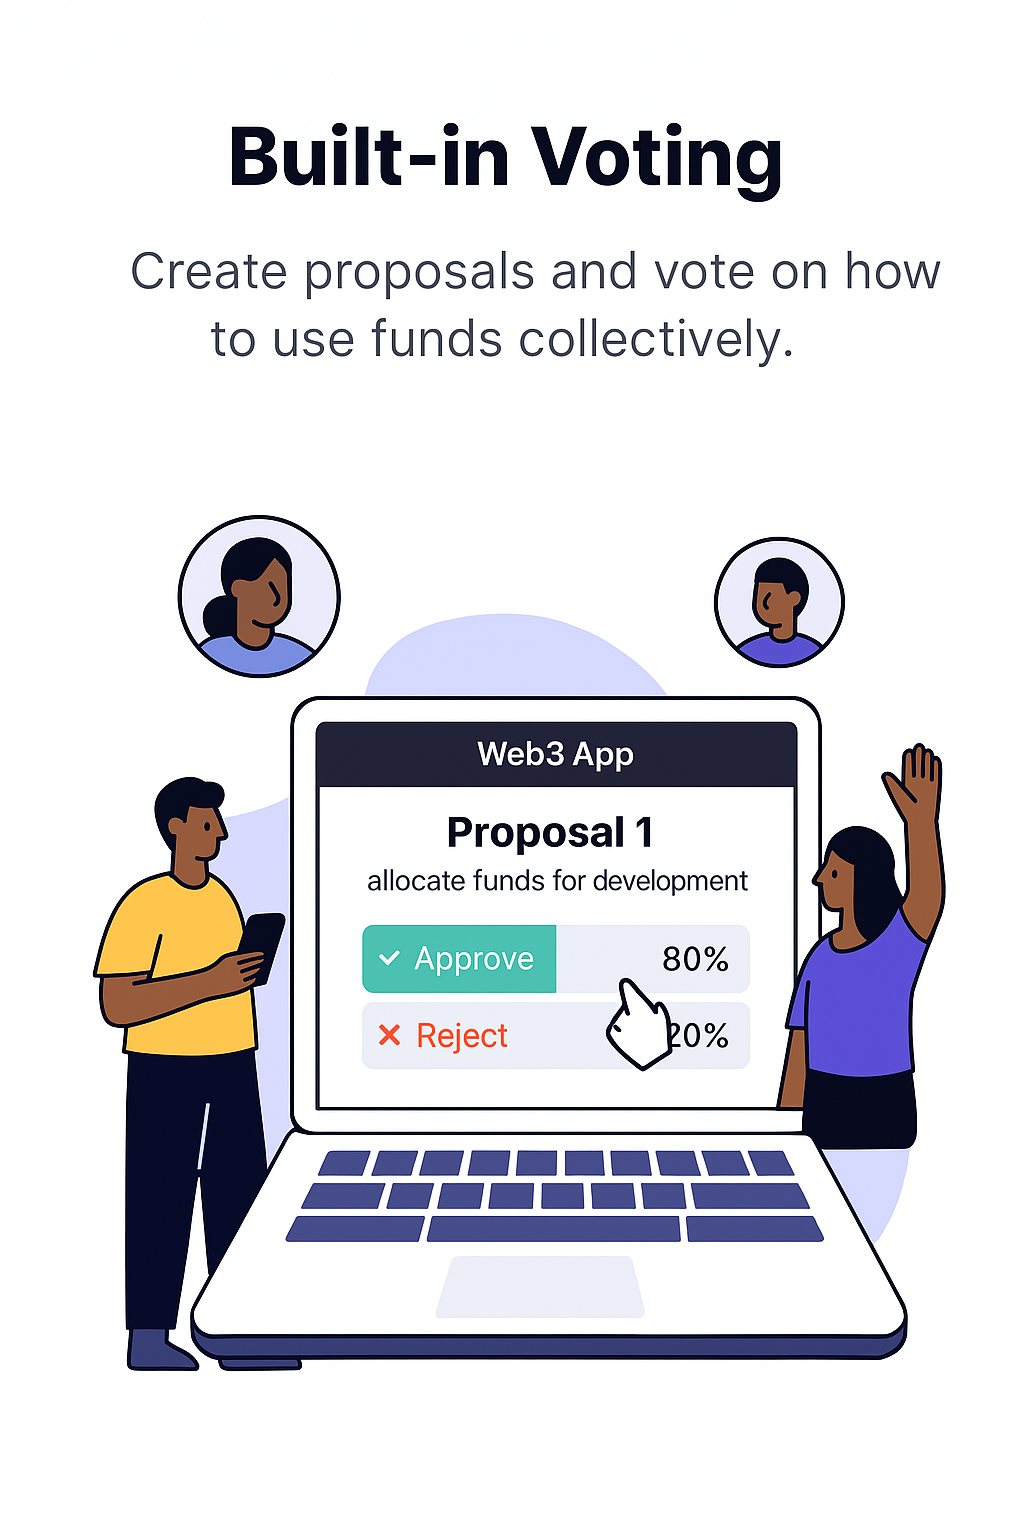 Built-in Voting
Create proposals and vote on how
to use funds collectively.
Web3 App
Proposal 1
allocate funds for development
Approve 80%
Reject 20%